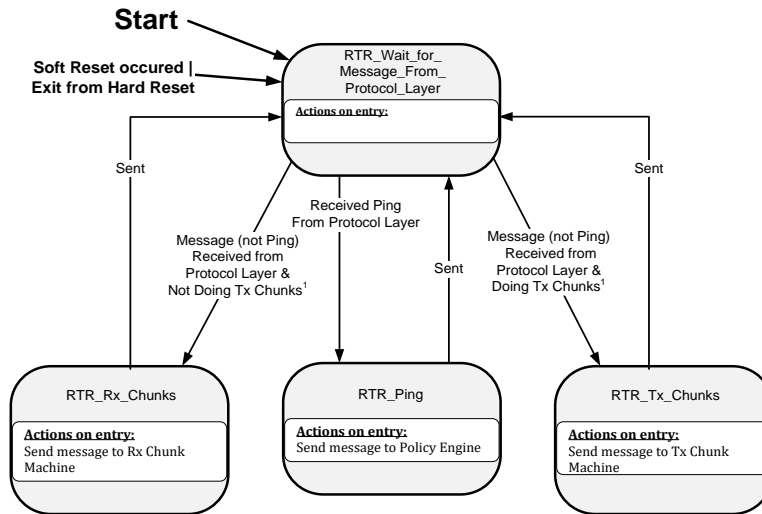 Start
Soft Reset occured |
Exit from Hard Reset
RTR_Wait_for_
Message_From_
Protocol_Layer
Actions on entry:
Sent
Received Ping
From Protocol Layer
Message (not Ping)
Received from
Protocol Layer &
Not Doing Tx Chunks1
Sent
Message (not Ping)
Received from
Protocol Layer &
Doing Tx Chunks1
Sent
RTR_Rx_Chunks
Actions on entry:
Send message to Rx Chunk
Machine
RTR_Ping
Actions on entry:
Send message to Policy Engine
RTR_Tx_Chunks
Actions on entry:
Send message to Tx Chunk
Machine